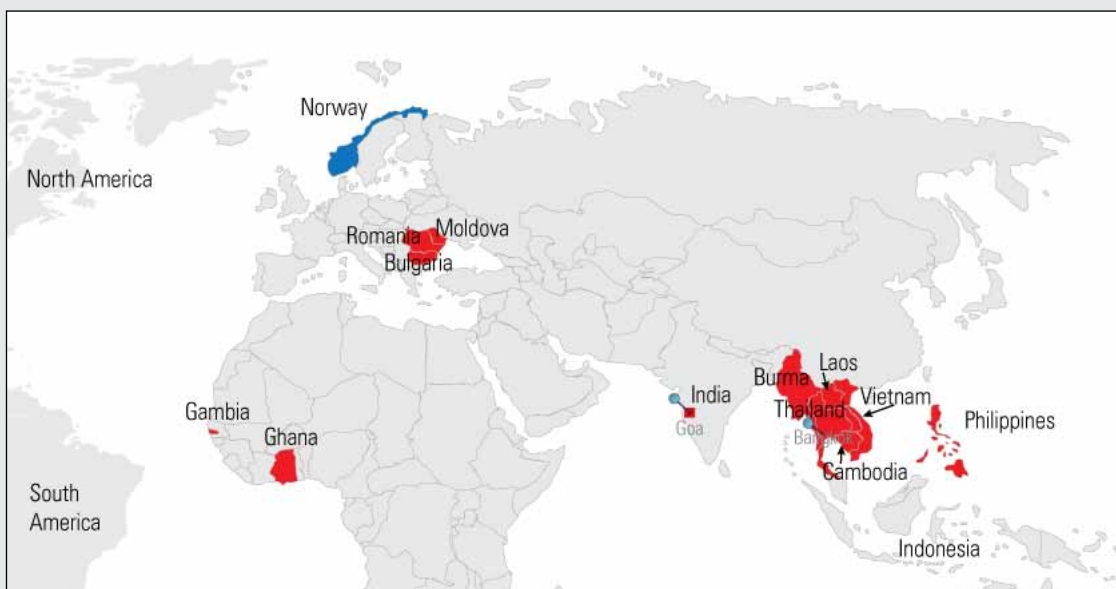 Norway
North America
Romania
Moldova
Bulgaria
Laos
Burma
India
Vietnam
Thailand
Gambia
Goa
Philippines
Ghana
Bangkok
Cambodia
South
America
Indonesia